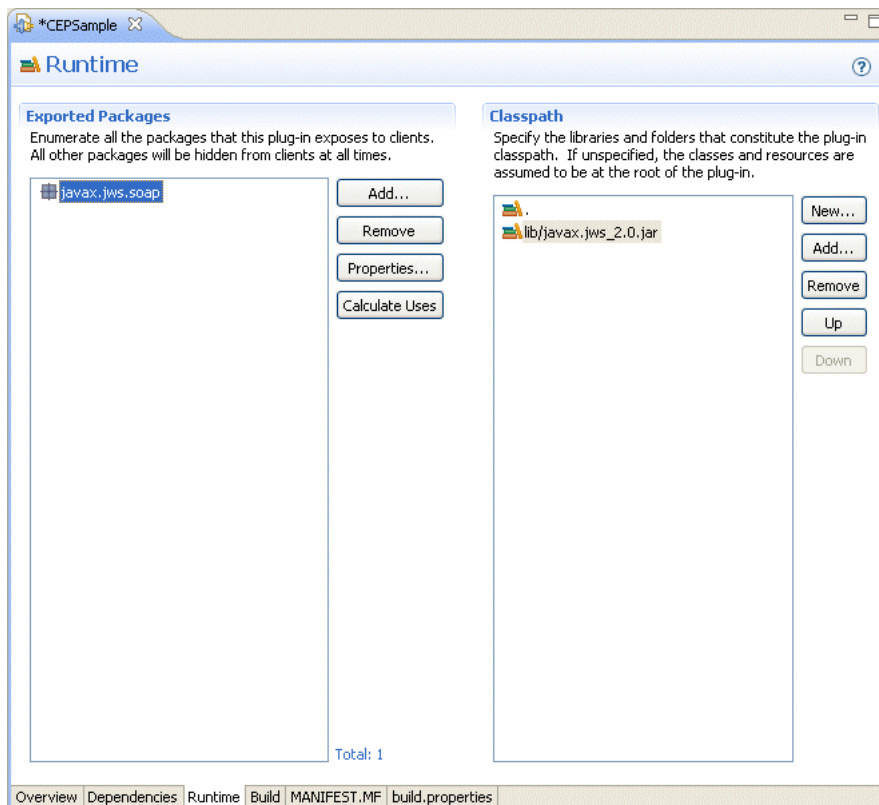 *CEPSample
Runtime
?
Exported Packages
Enumerate all the packages that this plug-in exposes to clients.
All other packages will be hidden from clients at all times.
javax.jws.soap
Add...
Remove
Properties...
Calculate Uses
Total: 1
Classpath
Specify the libraries and folders that constitute the plug-in
classpath. If unspecified, the classes and resources are
assumed to be at the root of the plug-in.
.
lib/javax.jws_2.0.jar
New...
Add...
Remove
Up
Down
Overview Dependencies Runtime Build MANIFEST.MF build.properties